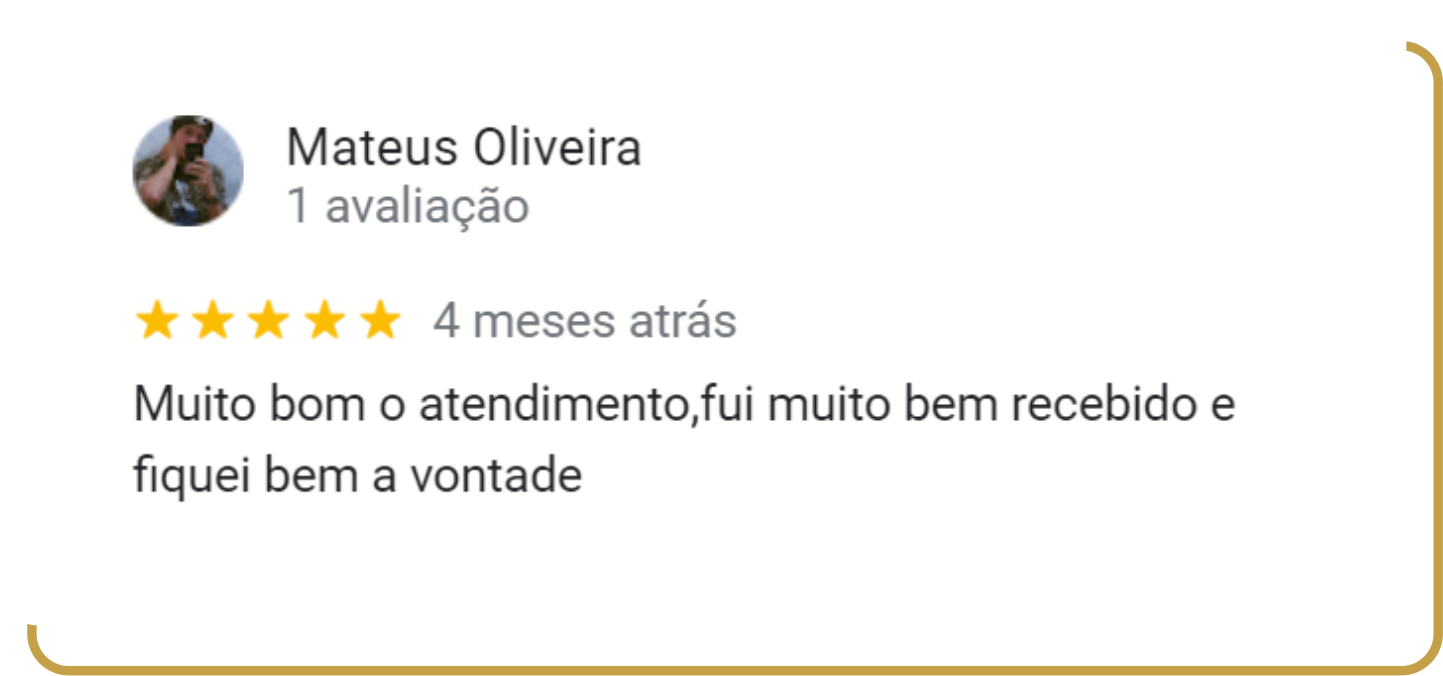 Mateus Oliveira
1 avaliação
4 meses atrás
Muito bom o atendimento,fui muito bem recebido e
fiquei bem a vontade